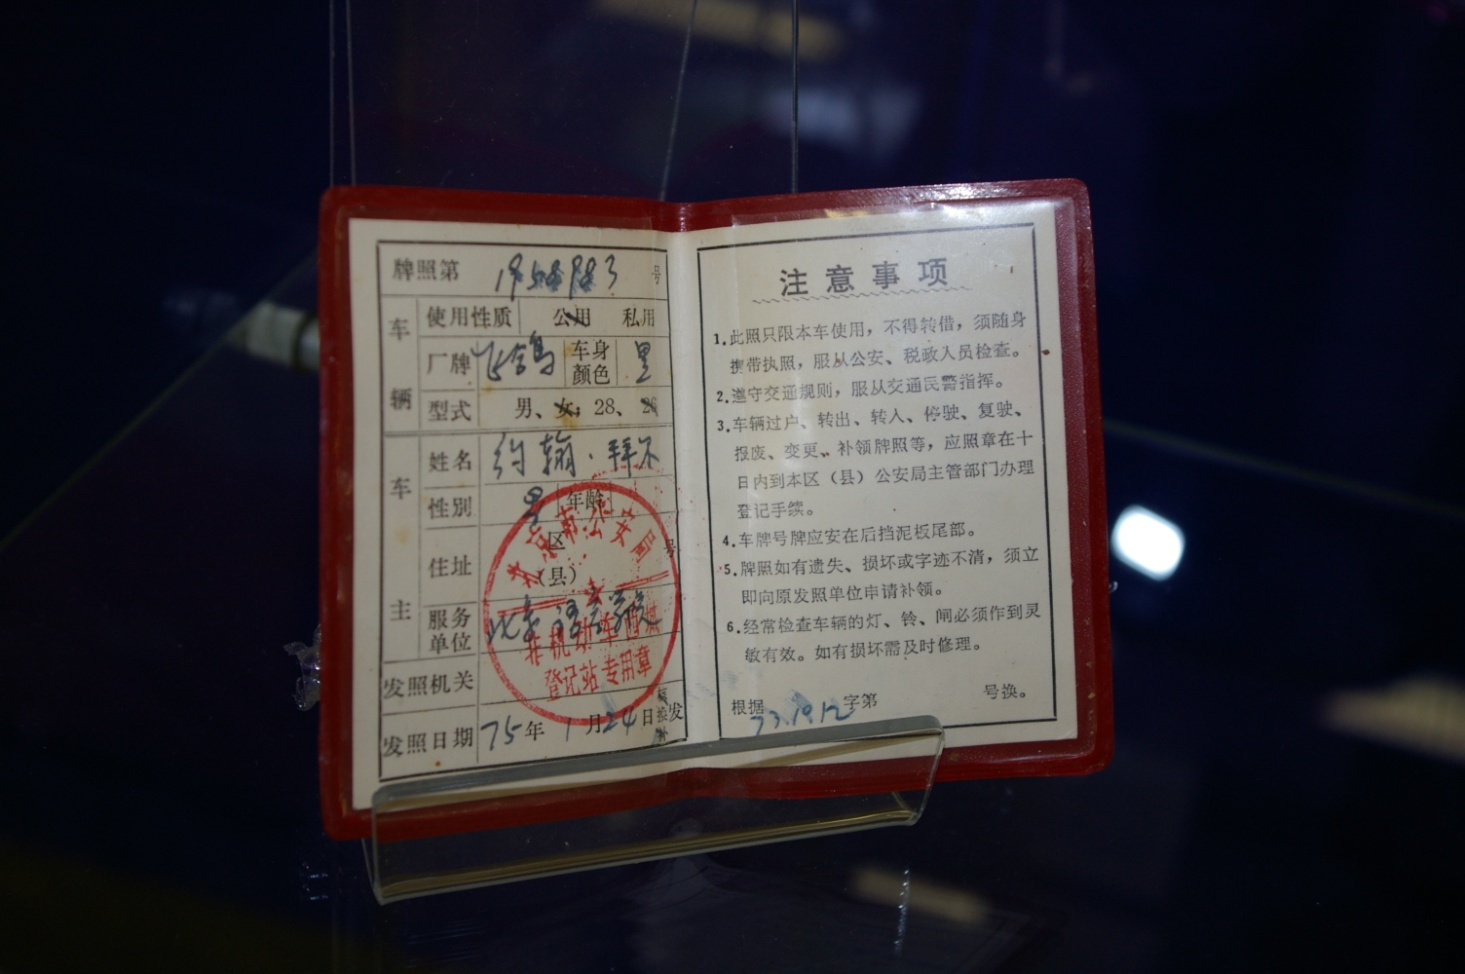 牌照第 号
车辆
使用性质 公用 私用
厂牌 飞鸽 车身颜色 黑
型式 男、女；28、26
车主
姓名 约翰·拜尔
性别 男 年龄
住址 区（县） 号
服务单位 北京语言学院
发照机关
发照日期 75年1月24日发
北京市公安局
非机动车
登记站专用章
注意事项
1.此照只限本车使用，不得转借，须随身
携带执照，服从公安、税政人员检查。
2.遵守交通规则，服从交通民警指挥。
3.车辆过户、转出、转入、停驶、复驶、
报废、变更、补领牌照等，应照章在十
日内到本区（县）公安局主管部门办理
登记手续。
4.车牌号牌应安在后挡泥板尾部。
5.牌照如有遗失、损坏或字迹不清，须立
即向原发照单位申请补领。
6.经常检查车辆的灯、铃、闸必须作到灵
敏有效。如有损坏需及时修理。
根据 字第 号换。